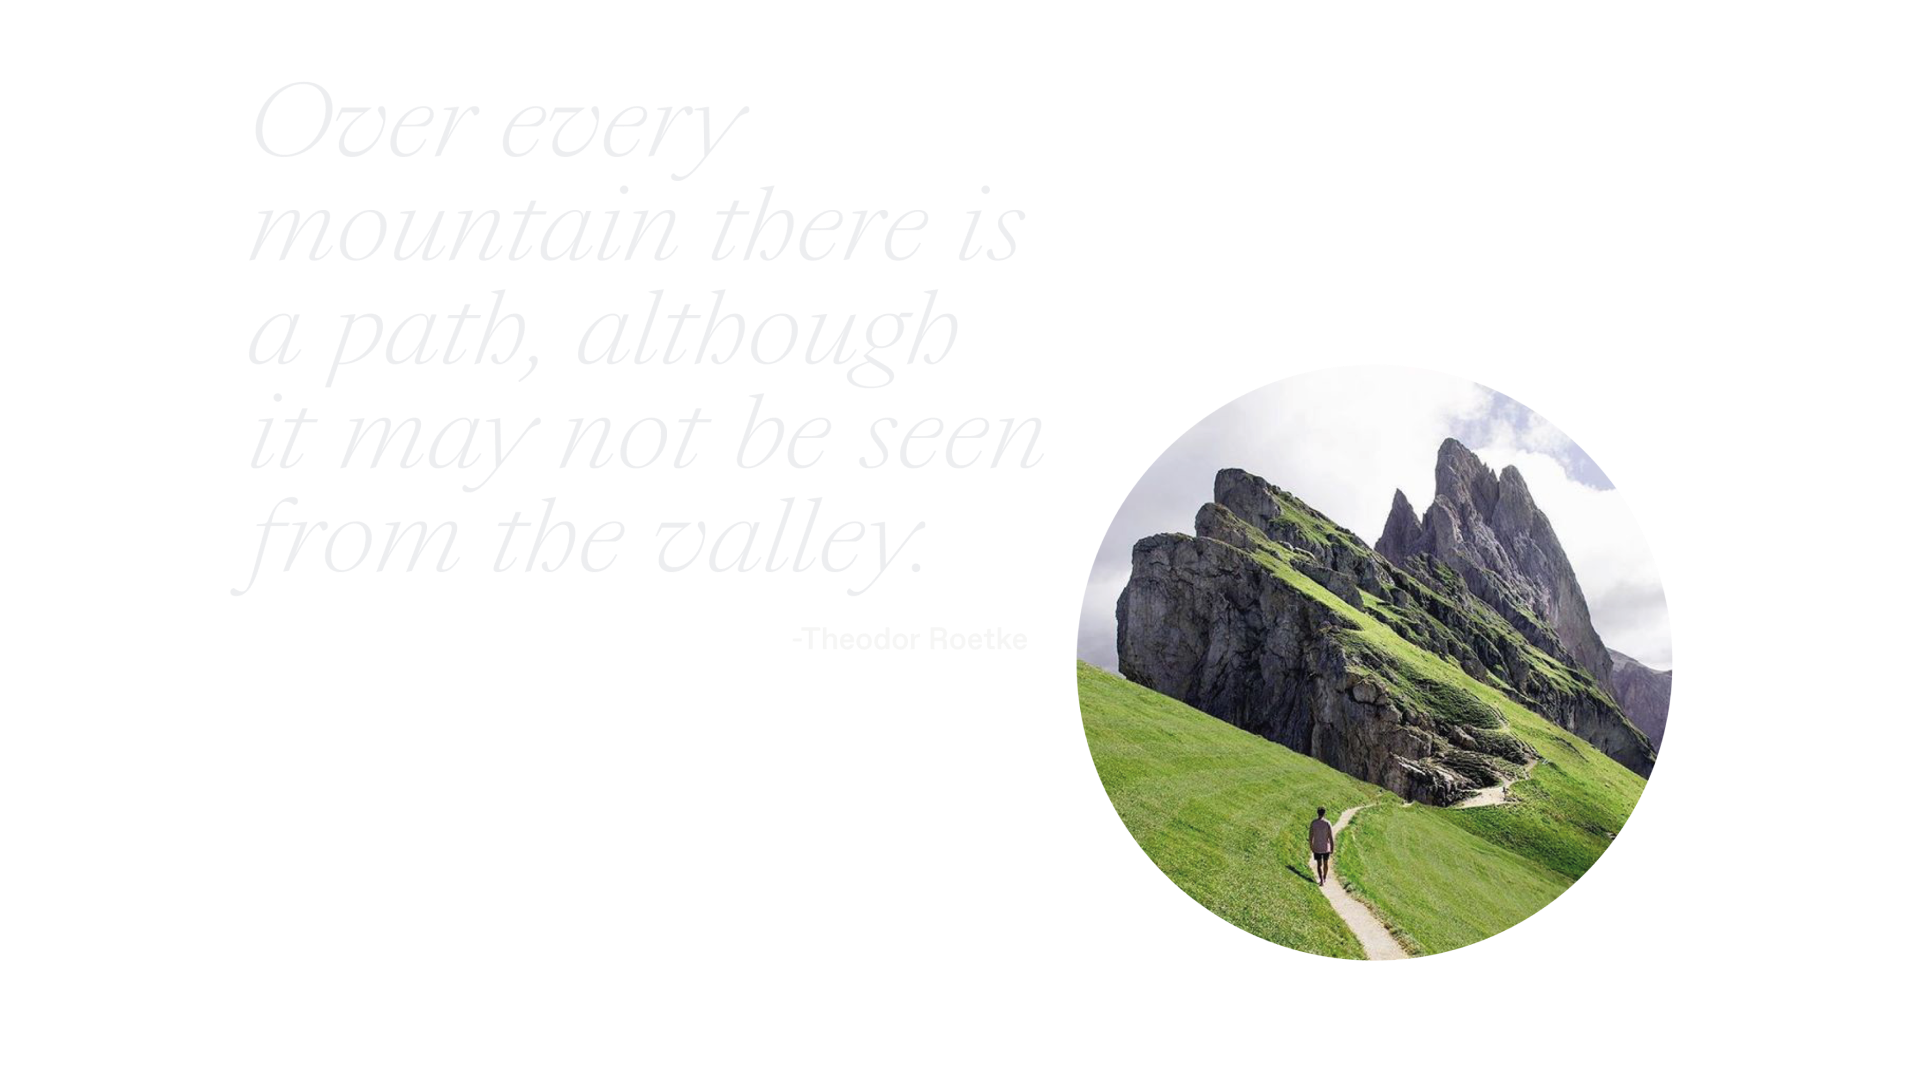 Over every
mountain there is
a path, although
it may not be seen
from the valley.
-Theodor Roetke